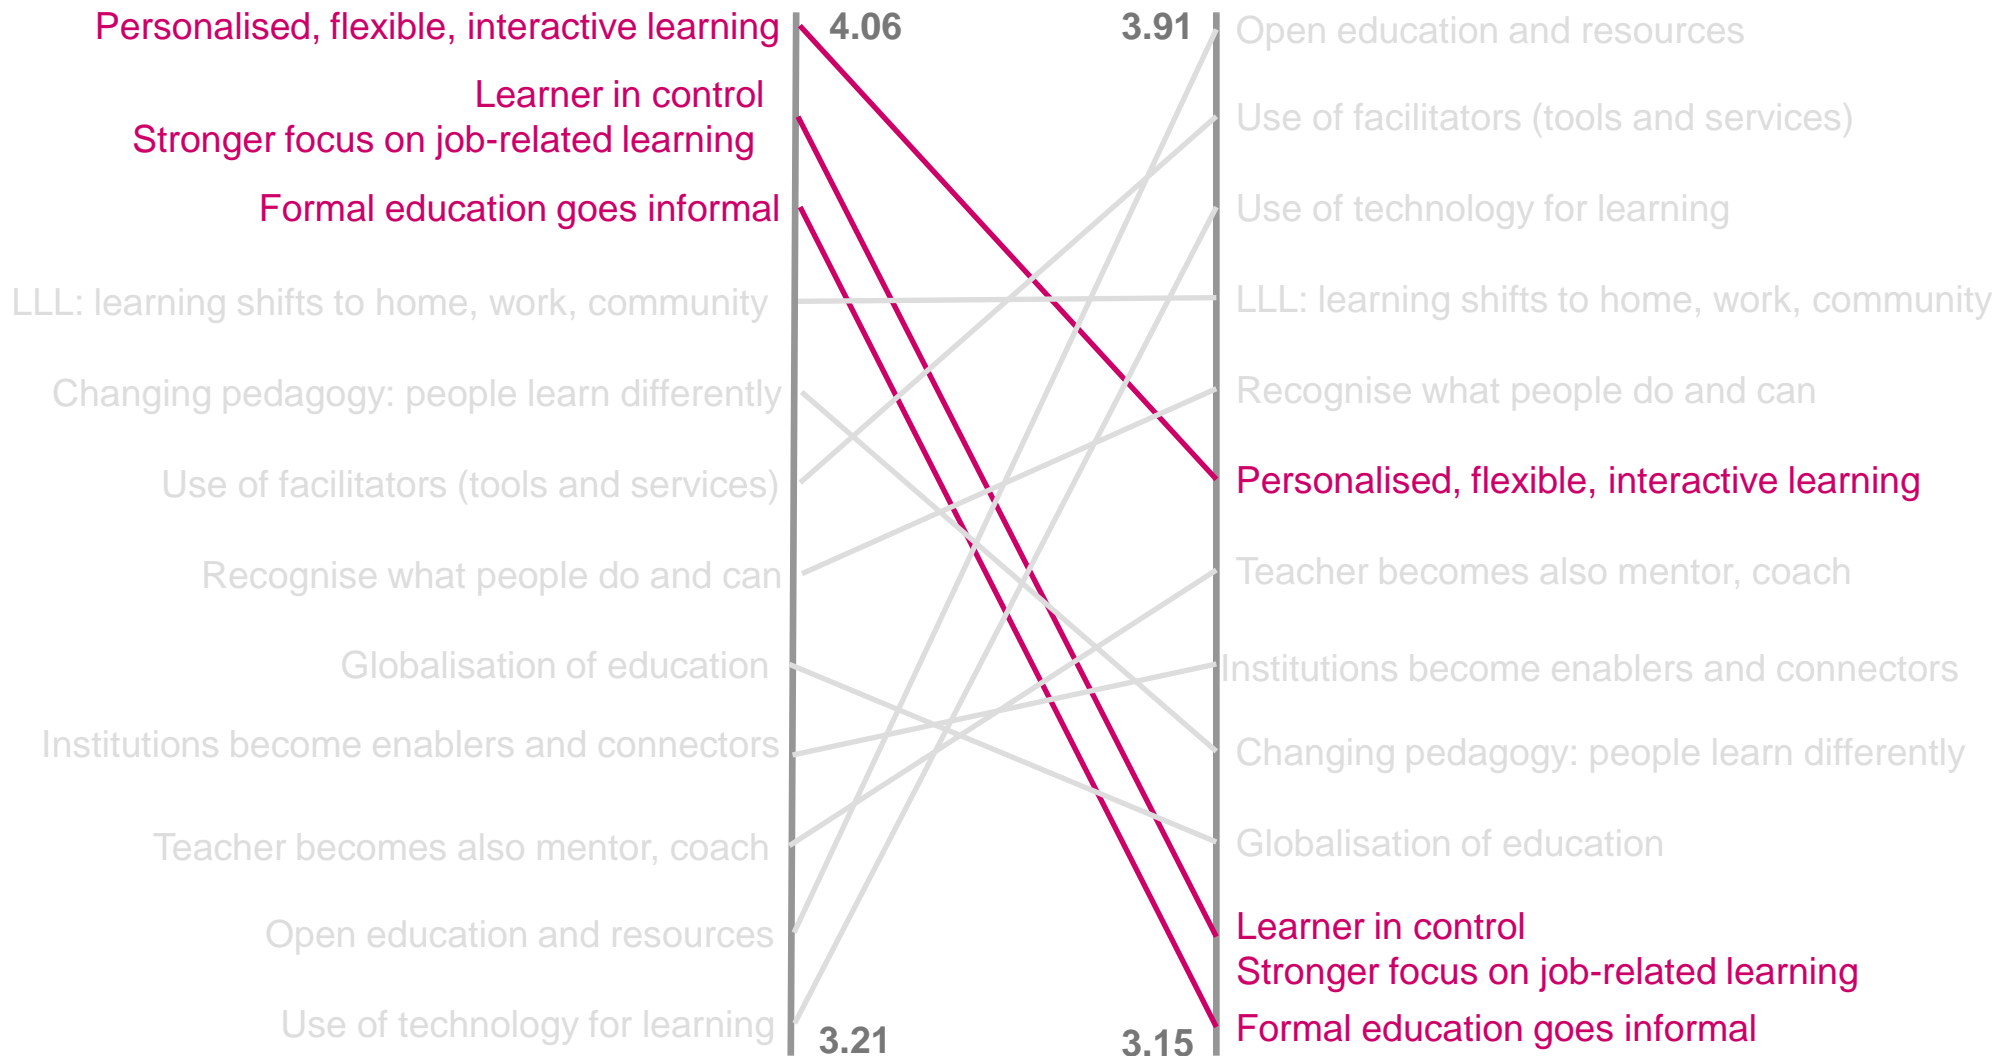 Personalised, flexible, interactive learning
Learner in control
Stronger focus on job-related learning
Formal education goes informal
LLL: learning shifts to home, work, community
Changing pedagogy: people learn differently
Use of facilitators (tools and services)
Recognise what people do and can
Globalisation of education
Institutions become enablers and connectors
Teacher becomes also mentor, coach
Open education and resources
Use of technology for learning
4.06
3.21
3.91
3.15
Open education and resources
Use of facilitators (tools and services)
Use of technology for learning
LLL: learning shifts to home, work, community
Recognise what people do and can
Personalised, flexible, interactive learning
Teacher becomes also mentor, coach
Institutions become enablers and connectors
Changing pedagogy: people learn differently
Globalisation of education
Learner in control
Stronger focus on job-related learning
Formal education goes informal